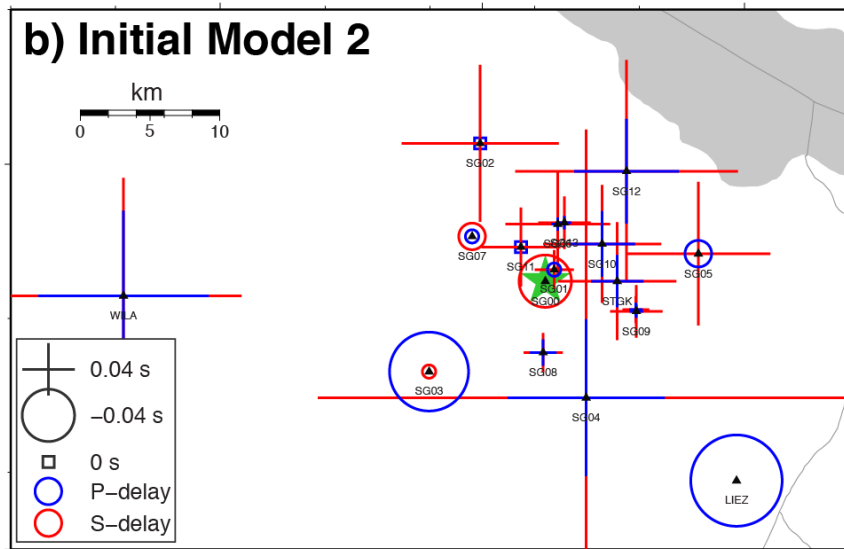 b) Initial Model 2
km
0 5 10
SG02
SG12
SG07
SG11
SG10
SG05
SG01
SG00
STGK
WILA
SG09
SG08
SG03
SG04
LIEZ
0.04 s
−0.04 s
0 s
P−delay
S−delay